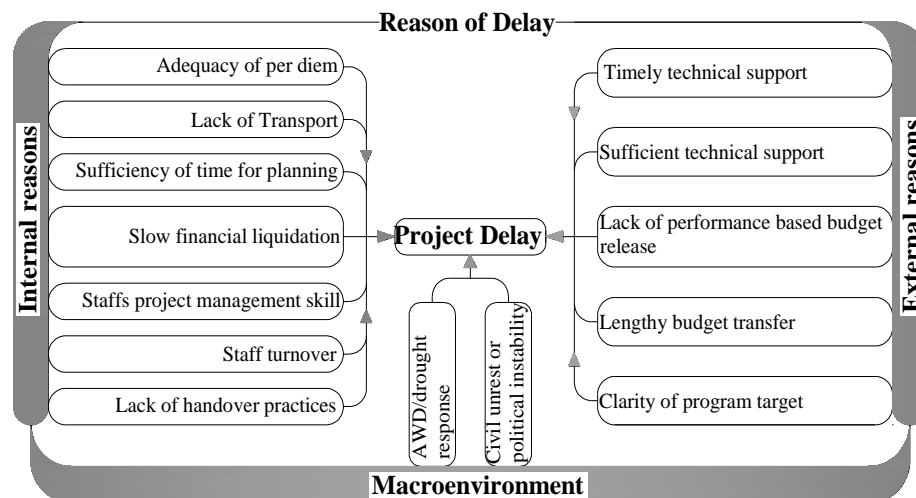 Reason of Delay
Internal reasons
Adequacy of per diem
Lack of Transport
Sufficiency of time for planning
Slow financial liquidation
Staffs project management skill
Staff turnover
Lack of handover practices
Project Delay
AWD/drought
response
Civil unrest or
political instability
Timely technical support
Sufficient technical support
Lack of performance based budget
release
Lengthy budget transfer
Clarity of program target
External reasons
Macroenvironment